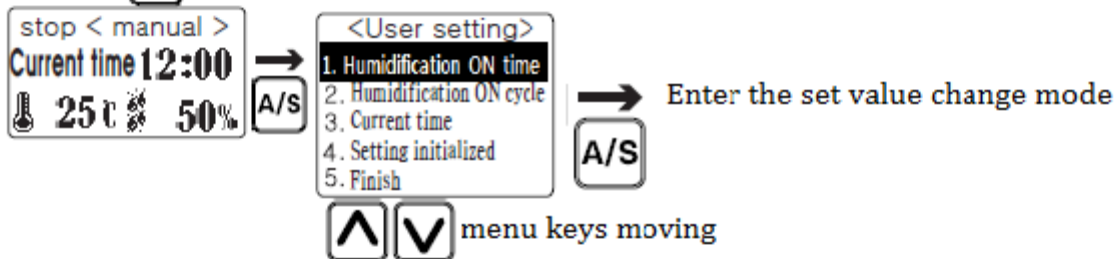 stop < manual >
Current time 12:00
25℃ 50%
A/S
<User setting>
1. Humidification ON time
2. Humidification ON cycle
3. Current time
4. Setting initialized
5. Finish
A/S
Enter the set value change mode
menu keys moving